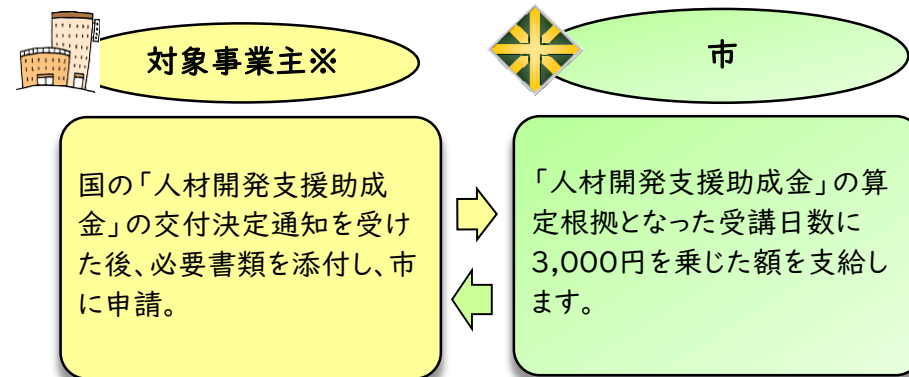 対象事業主※
市
国の「人材開発支援助成
金」の交付決定通知を受け
た後、必要書類を添付し、市
に申請。
「人材開発支援助成金」の算
定根拠となった受講日数に
3,000円を乗じた額を支給し
ます。